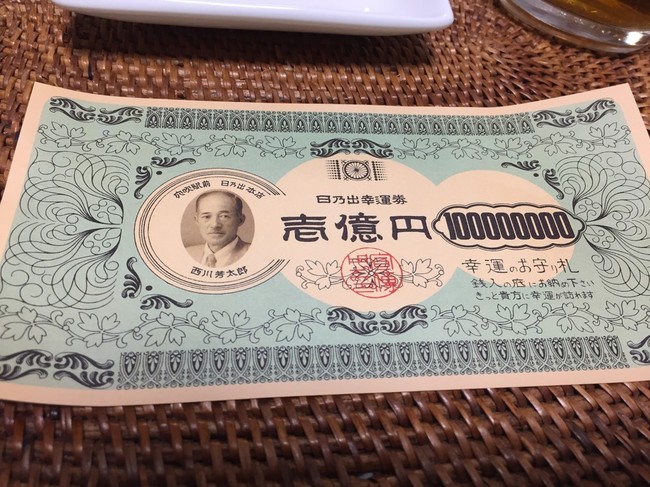 穴吹駅前 日乃出本店
西川芳太郎
日乃出幸運券
壱億円
100000000
幸運のお守り札
銭入の底にお納め下さい
きっと貴方に幸運が訪れます